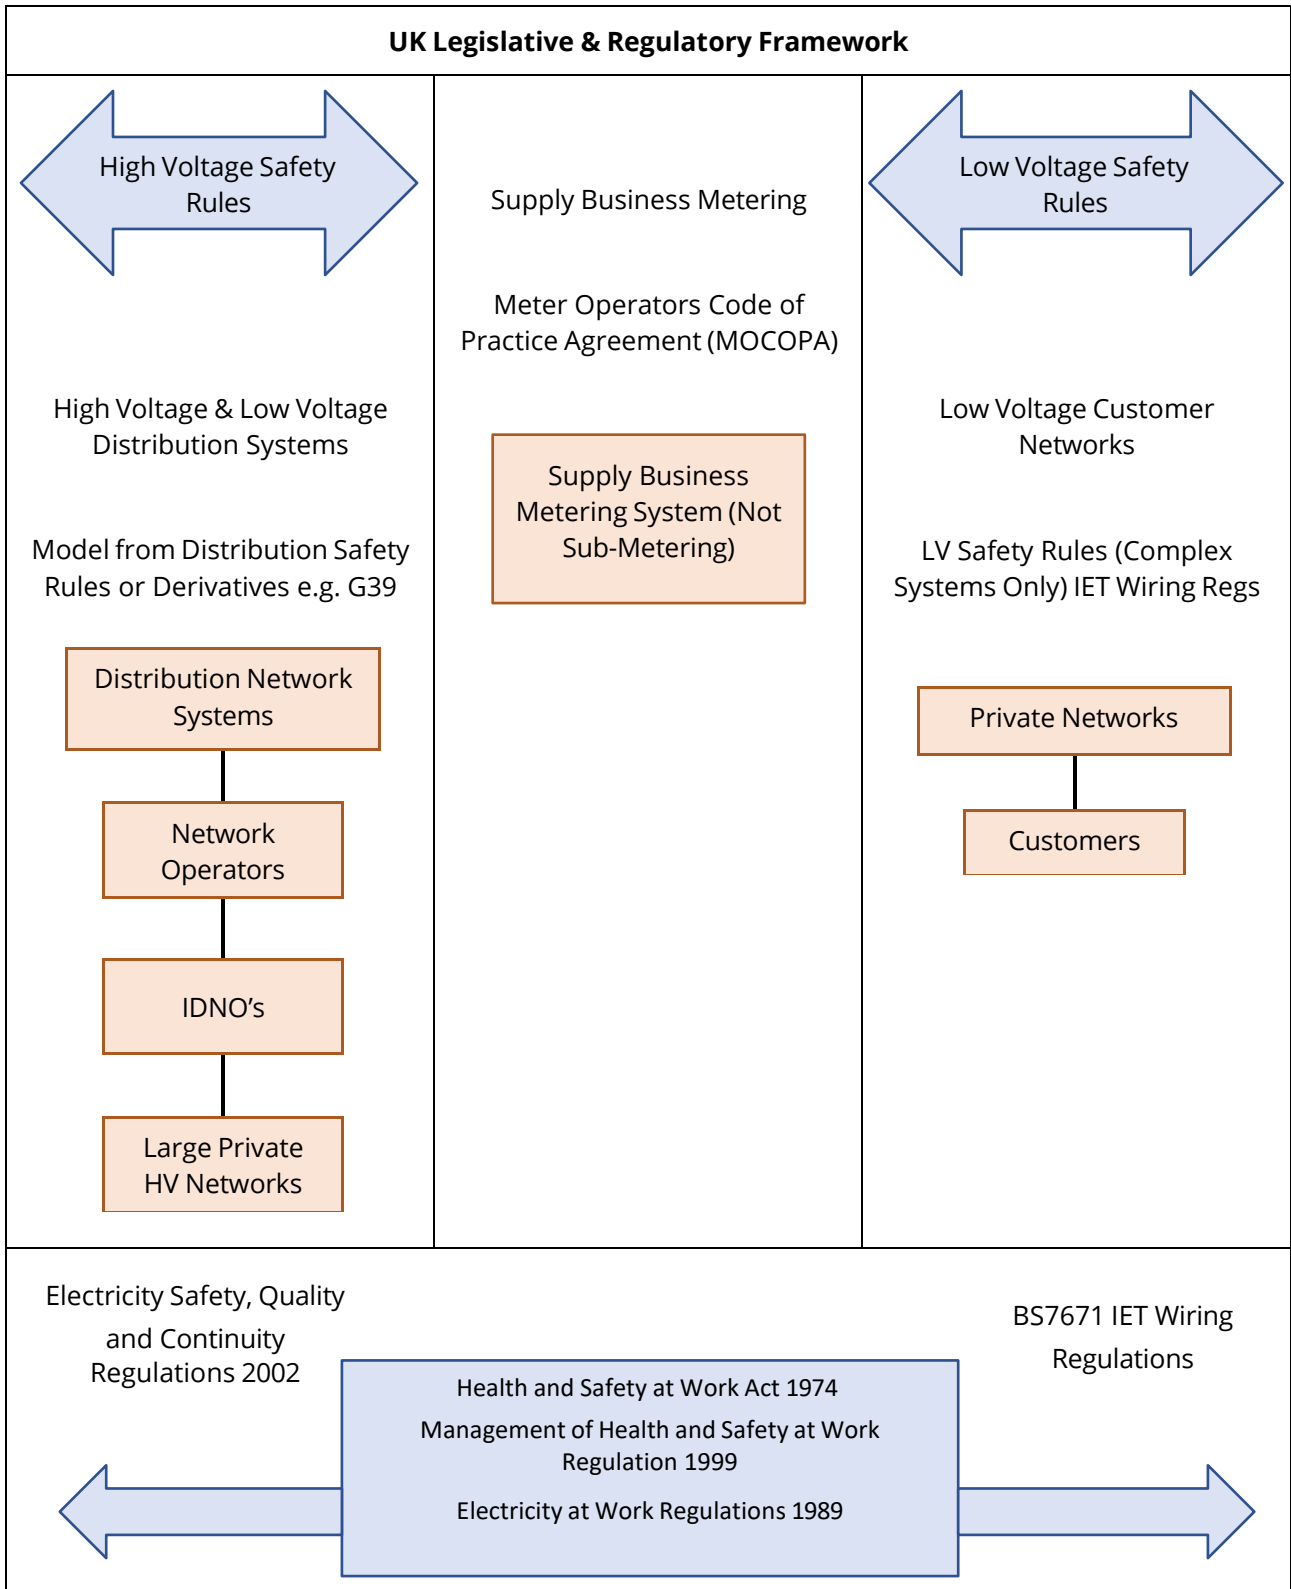 UK Legislative & Regulatory Framework
High Voltage Safety
Rules
High Voltage & Low Voltage
Distribution Systems
Model from Distribution Safety
Rules or Derivatives e.g. G39
Distribution Network
Systems
Network
Operators
IDNO’s
Large Private
HV Networks
Supply Business Metering
Meter Operators Code of
Practice Agreement (MOCOPA)
Supply Business
Metering System (Not
Sub-Metering)
Low Voltage Safety
Rules
Low Voltage Customer
Networks
LV Safety Rules (Complex
Systems Only) IET Wiring Regs
Private Networks
Customers
Electricity Safety, Quality
and Continuity
Regulations 2002
Health and Safety at Work Act 1974
Management of Health and Safety at Work
Regulation 1999
Electricity at Work Regulations 1989
BS7671 IET Wiring
Regulations